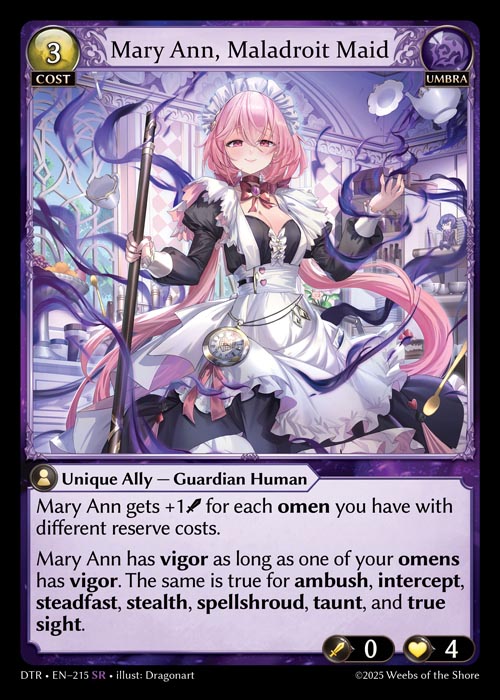 3
COST
Mary Ann, Maladroit Maid
UMBRA
Unique Ally — Guardian Human
Mary Ann gets +1 for each omen you have with
different reserve costs.
Mary Ann has vigor as long as one of your omens
has vigor. The same is true for ambush, intercept,
steadfast, stealth, spellshroud, taunt, and true
sight.
0
4
DTR • EN–215 SR • illust: Dragonart
©2025 Weebs of the Shore